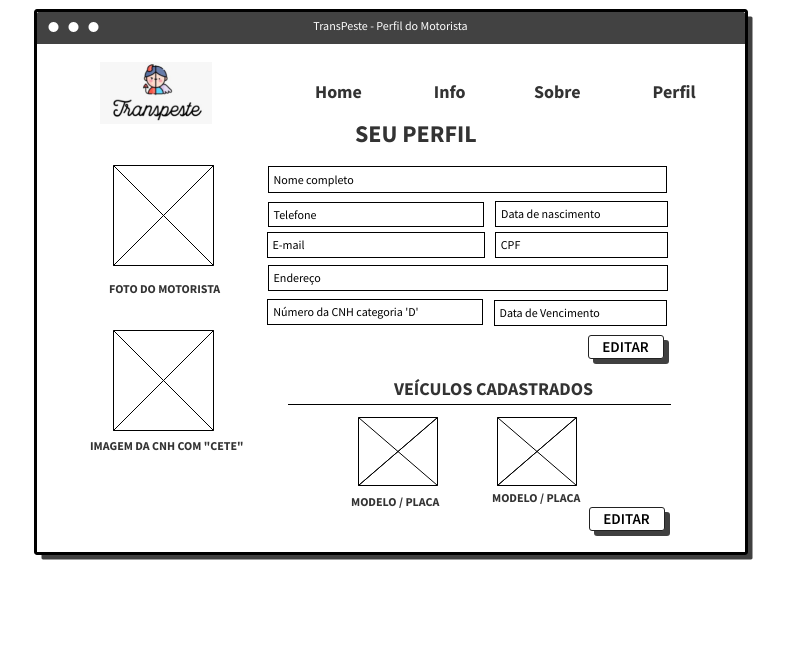 TransPeste - Perfil do Motorista
Transpeste
Home Info Sobre Perfil
SEU PERFIL
Nome completo
Telefone Data de nascimento
E-mail CPF
Endereço
Número da CNH categoria 'D' Data de Vencimento
FOTO DO MOTORISTA
EDITAR
IMAGEM DA CNH COM "CETE"
VEÍCULOS CADASTRADOS
MODELO / PLACA MODELO / PLACA
EDITAR